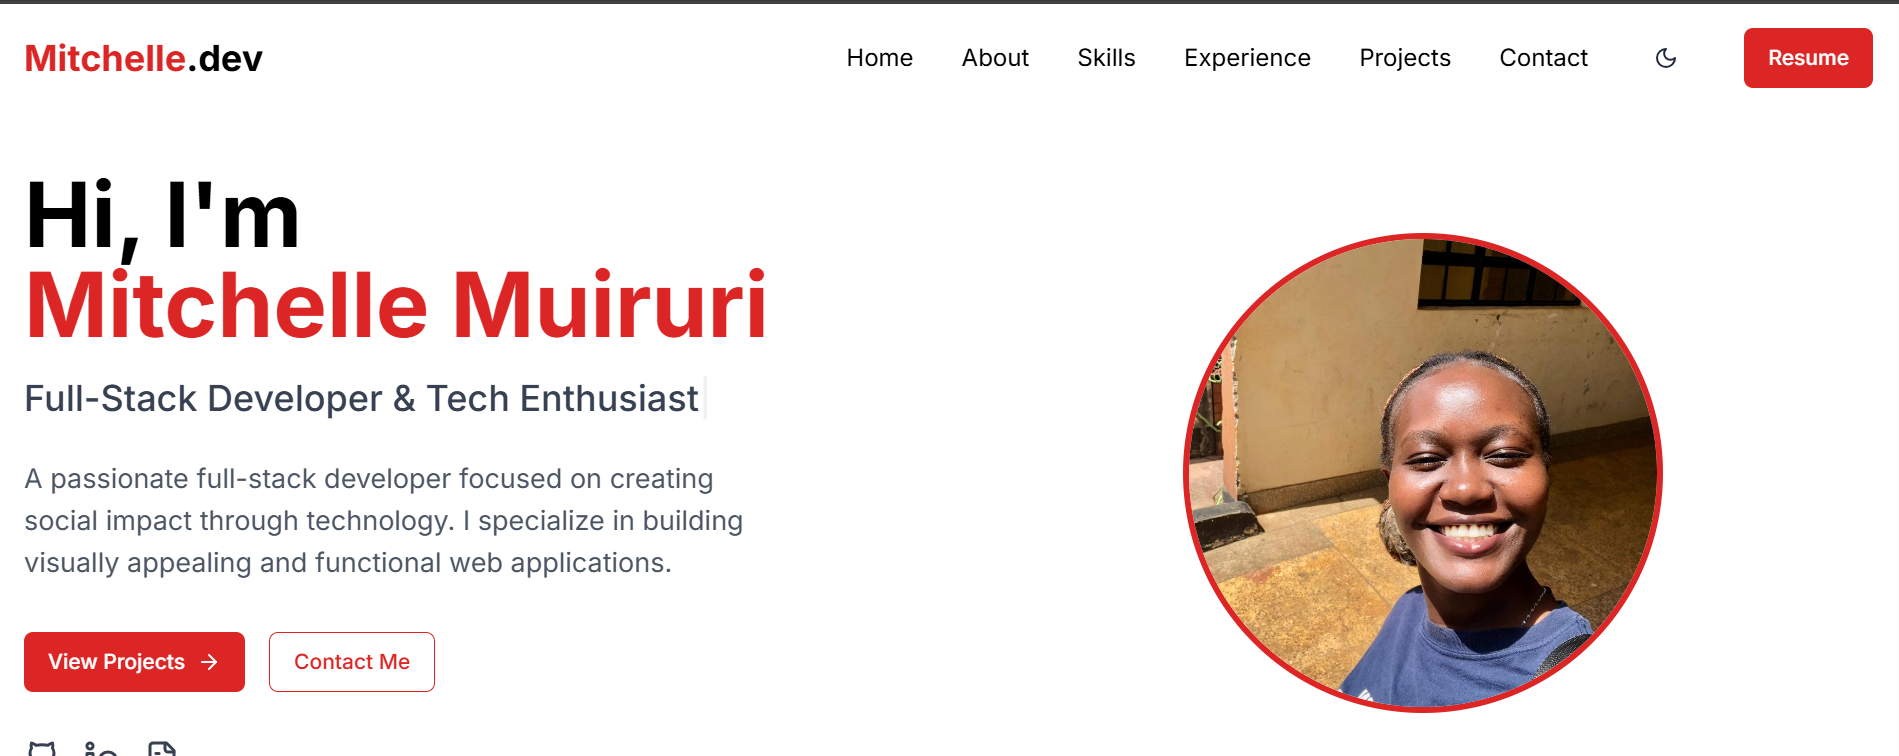 Mitchelle.dev
Home About Skills Experience Projects Contact Resume
Hi, I'm
Mitchelle Muiruri
Full-Stack Developer & Tech Enthusiast
A passionate full-stack developer focused on creating
social impact through technology. I specialize in building
visually appealing and functional web applications.
View Projects
Contact Me